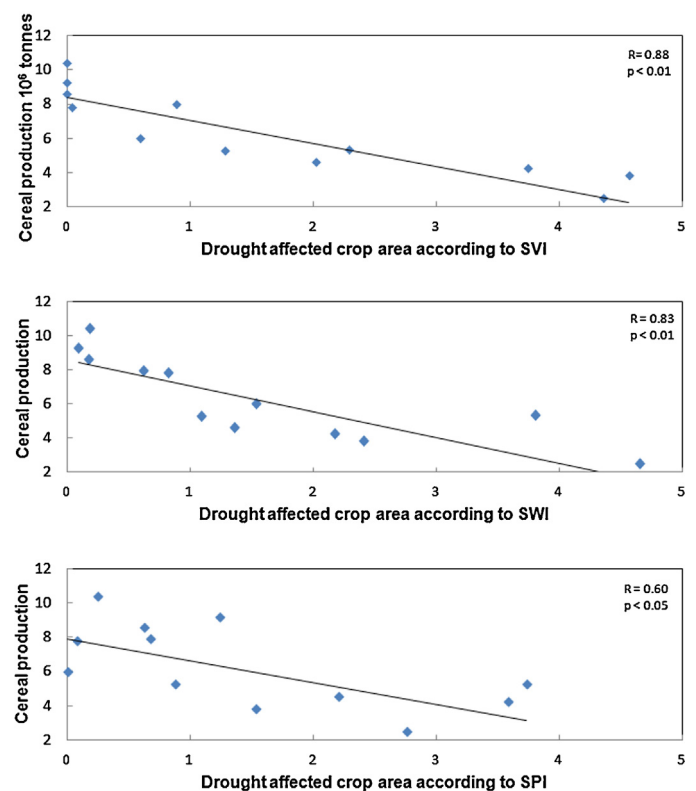 Cereal production 10⁶ tonnes
12
10
8
6
4
2
R= 0.88
p < 0.01
0 1 2 3 4 5
Drought affected crop area according to SVI
Cereal production
12
10
8
6
4
2
R = 0.83
p < 0.01
0 1 2 3 4 5
Drought affected crop area according to SWI
Cereal production
12
10
8
6
4
2
R = 0.60
p < 0.05
0 1 2 3 4 5
Drought affected crop area according to SPI